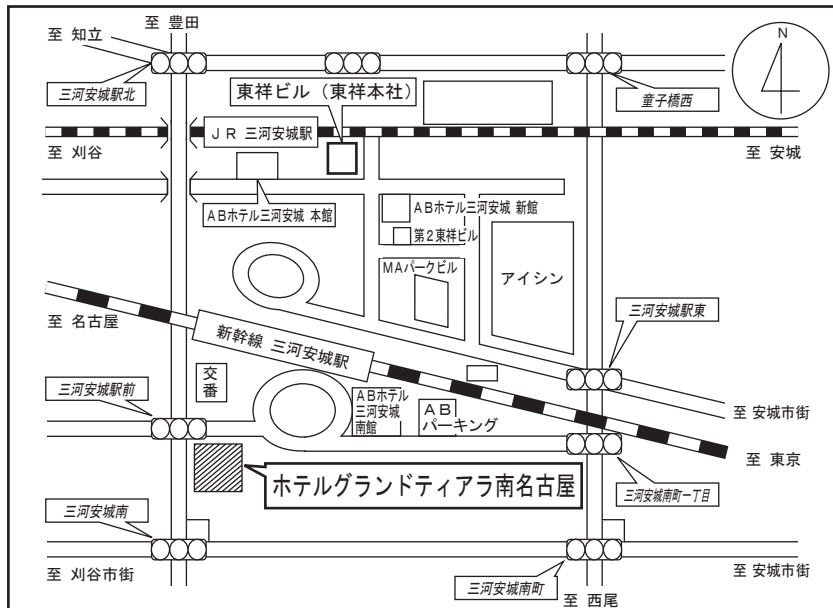 至 豊田
至 知立
三河安城駅北
東祥ビル（東祥本社）
童子橋西
N
ＪＲ 三河安城駅
至 刈谷
至 安城
ＡＢホテル三河安城 本館
ＡＢホテル三河安城 新館
第２東祥ビル
ＭＡパークビル
アイシン
三河安城駅東
至 名古屋
新幹線 三河安城駅
交番
三河安城駅前
ＡＢホテル
三河安城
南館
ＡＢ
パーキング
至 安城市街
至 東京
ホテルグランドティアラ南名古屋
三河安城南町一丁目
三河安城南
至 刈谷市街
三河安城南町
至 安城市街
至 西尾